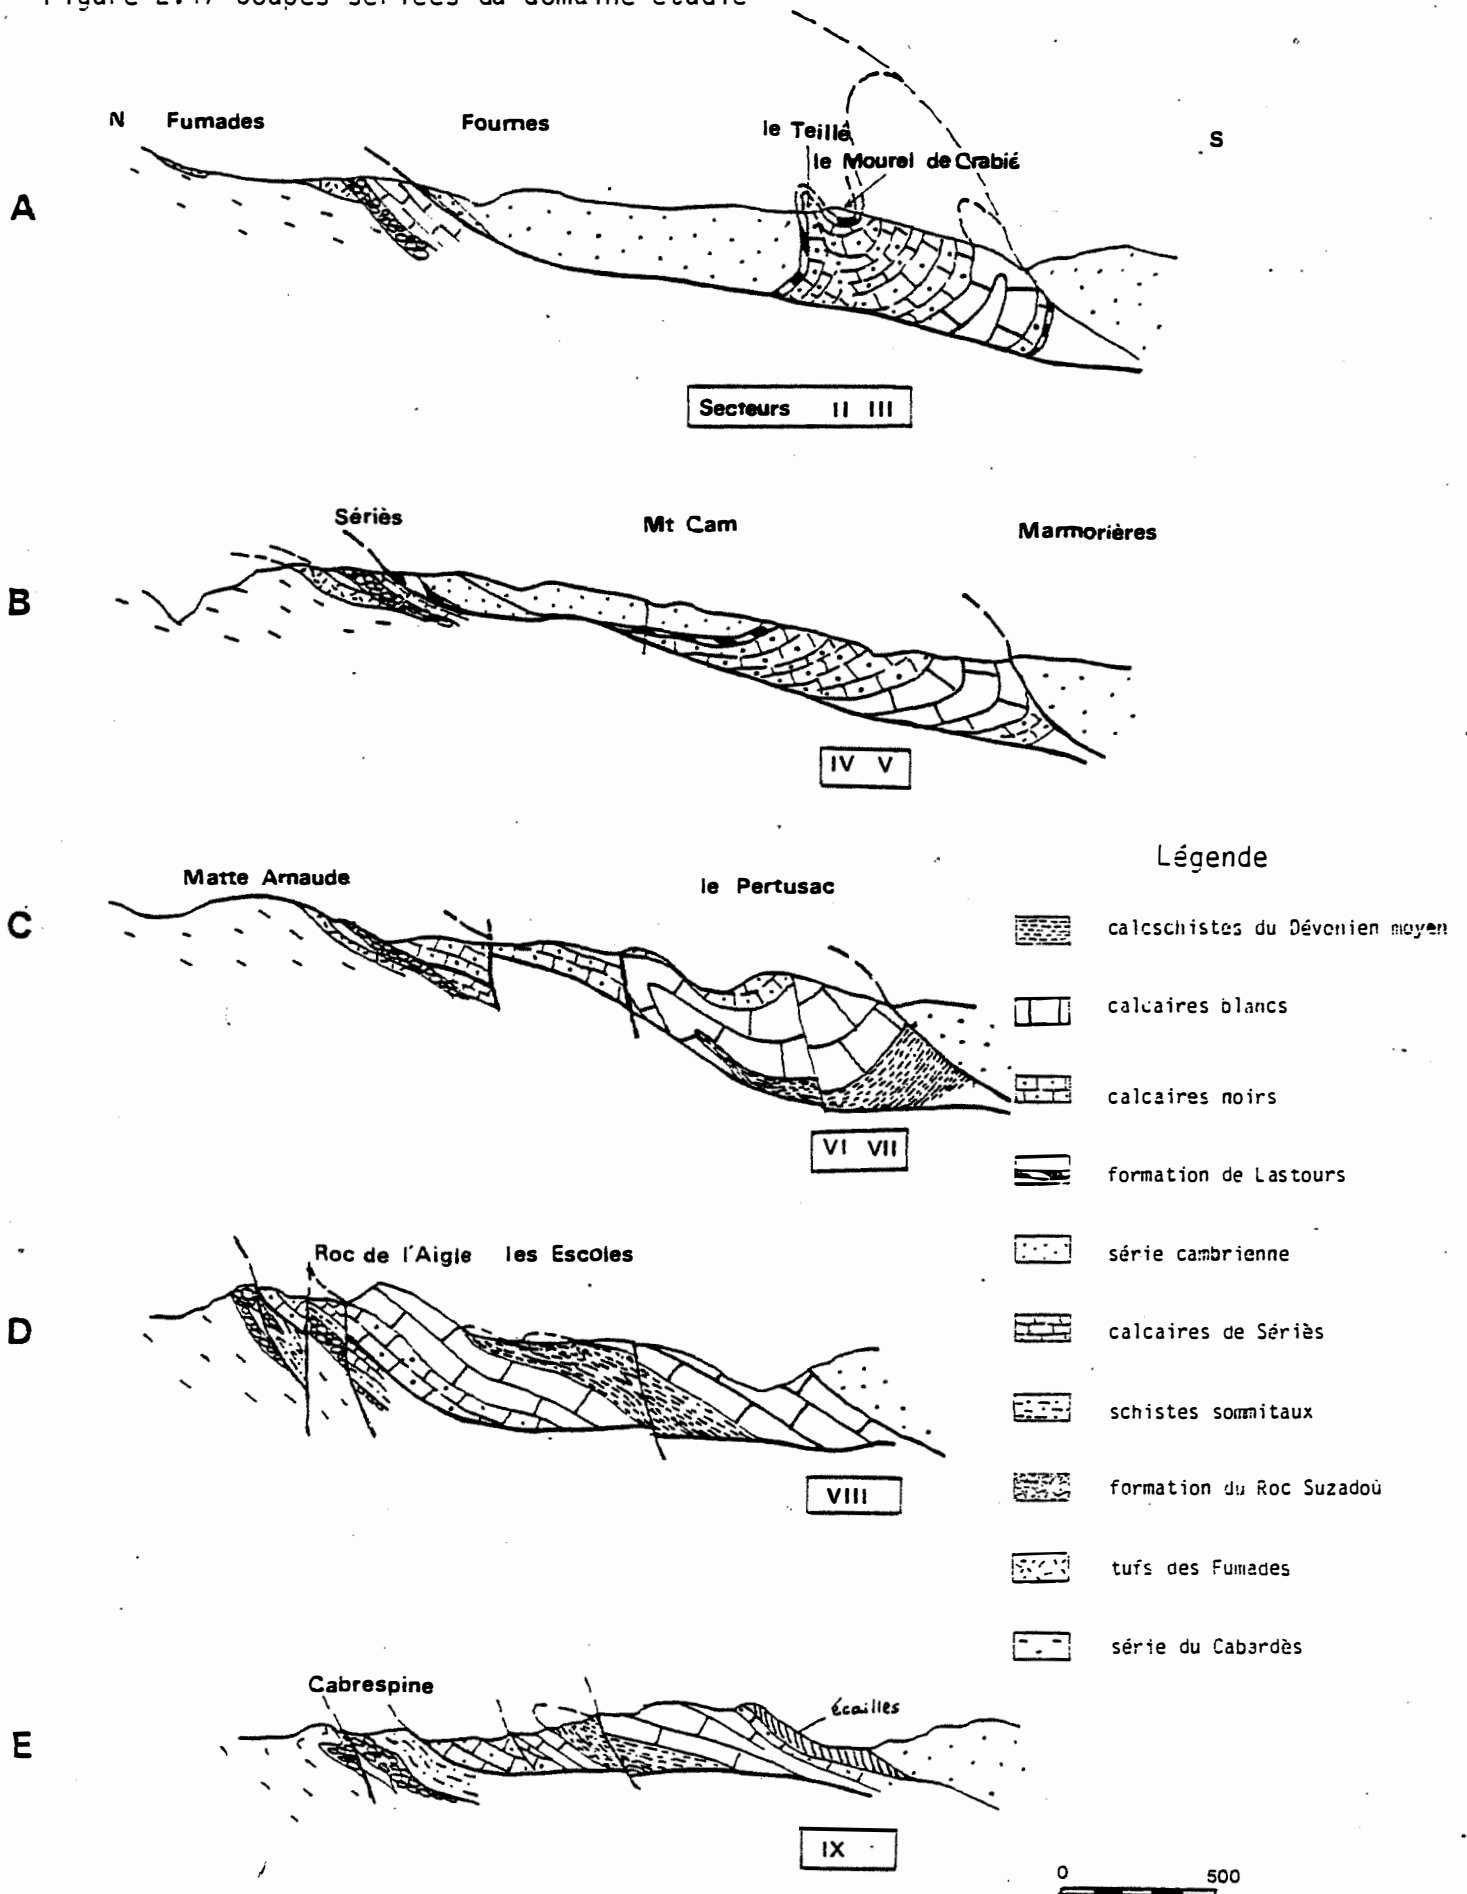 coupes sériées du domaine étudié
N Fumades Fournes le Teillé S
le Mourel de Crabié
A
Secteurs II III
Sériès Mt Cam Marmorières
B
IV V
Légende
Matte Arnaude le Pertusac
C
calcschistes du Dévonien moyen
calcaires blancs
calcaires noirs
VI VII
formation de Lastours
Roc de l'Aigle les Escoles
série cambrienne
D
calcaires de Sériès
schistes sommitaux
VIII
formation du Roc Suzadou
tufs des Fumades
série du Cabardès
Cabrespine
écailles
E
IX
0 500